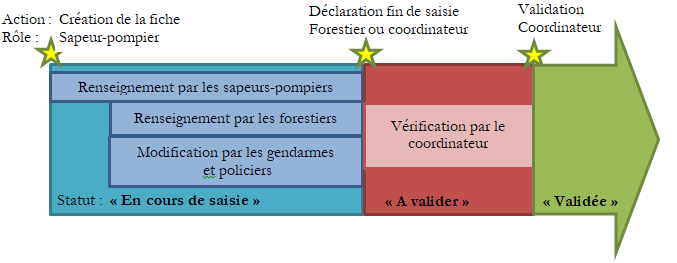 Action : Création de la fiche
Rôle : Sapeur-pompier
Déclaration fin de saisie
Forestier ou coordinateur
Validation
Coordinateur
Renseignement par les sapeurs-pompiers
Renseignement par les forestiers
Modification par les gendarmes
et policiers
Vérification par le
coordinateur
Statut : « En cours de saisie »
« A valider »
« Validée »